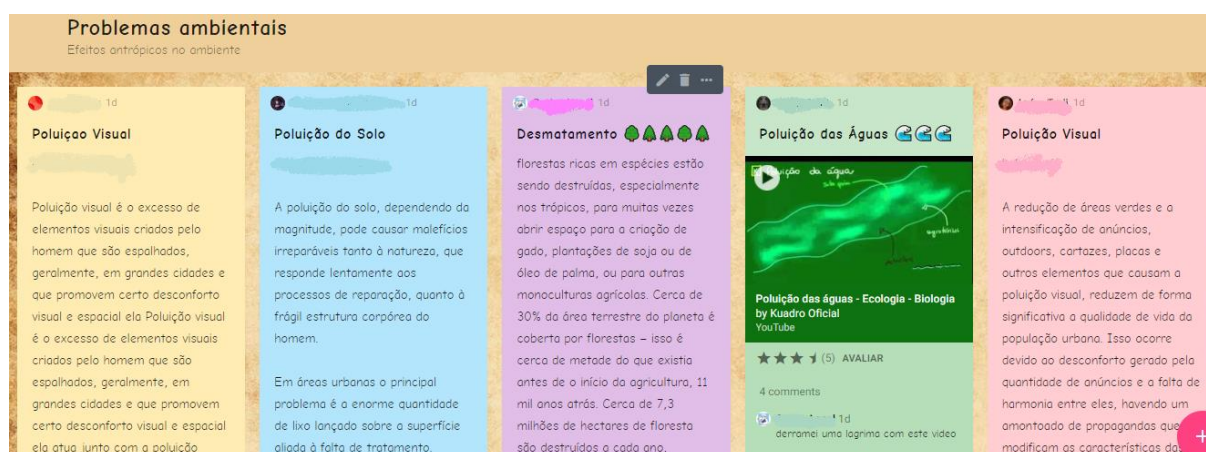 Problemas ambientais
Efeitos antrópicos no ambiente
1d
Poluiçao Visual
Poluição visual é o excesso de
elementos visuais criados pelo
homem que são espalhados,
geralmente, em grandes cidades e
que promovem certo desconforto
visual e espacial ela Poluição visual
é o excesso de elementos visuais
criados pelo homem que são
espalhados, geralmente, em
grandes cidades e que promovem
certo desconforto visual e espacial
ela atua junto com a poluição
1d
Poluição do Solo
A poluição do solo, dependendo da
magnitude, pode causar malefícios
irreparáveis tanto à natureza, que
responde lentamente aos
processos de reparação, quanto à
frágil estrutura corpórea do
homem.
Em áreas urbanas o principal
problema é a enorme quantidade
de lixo lançado sobre a superfície
aliada à falta de tratamento.
1d
Desmatamento
florestas ricas em espécies estão
sendo destruídas, especialmente
nos trópicos, para muitas vezes
abrir espaço para a criação de
gado, plantações de soja ou de
óleo de palma, ou para outras
monoculturas agrícolas. Cerca de
30% da área terrestre do planeta é
coberta por florestas – isso é
cerca de metade do que existia
antes de o início da agricultura, 11
mil anos atrás. Cerca de 7,3
milhões de hectares de floresta
são destruídos a cada ano,
1d
Poluição das Águas
Poluição da água
Poluição das águas - Ecologia - Biologia
by Kuadro Oficial
YouTube
(5) AVALIAR
4 comments
1d
derramei uma lagrima com este video
1d
Poluição Visual
A redução de áreas verdes e a
intensificação de anúncios,
outdoors, cartazes, placas e
outros elementos que causam a
poluição visual, reduzem de forma
significativa a qualidade de vida da
população urbana. Isso ocorre
devido ao desconforto gerado pela
quantidade de anúncios e a falta de
harmonia entre eles, havendo um
amontoado de propagandas que
modificam as características das